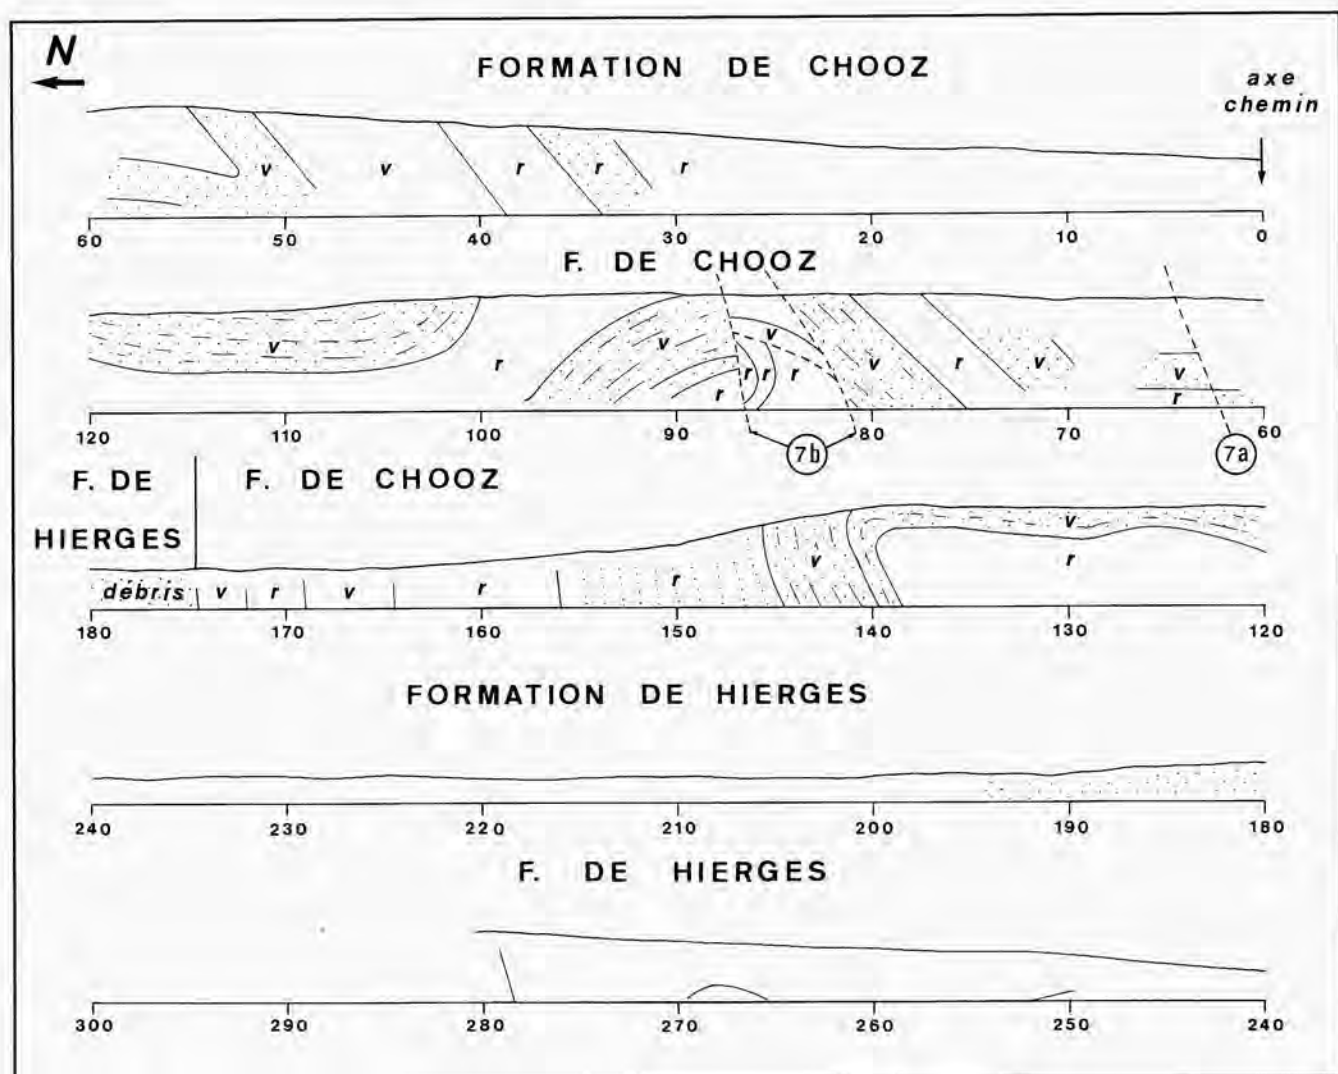 N
FORMATION DE CHOOZ
axe
chemin
v v r r r
60 50 40 30 20 10 0
F. DE CHOOZ
v r v r r r r v v r v v r
120 110 100 90 80 70 60
7b 7a
F. DE F. DE CHOOZ
HIERGES
débris v r v r r v v r
180 170 160 150 140 130 120
FORMATION DE HIERGES
240 230 220 210 200 190 180
F. DE HIERGES
300 290 280 270 260 250 240